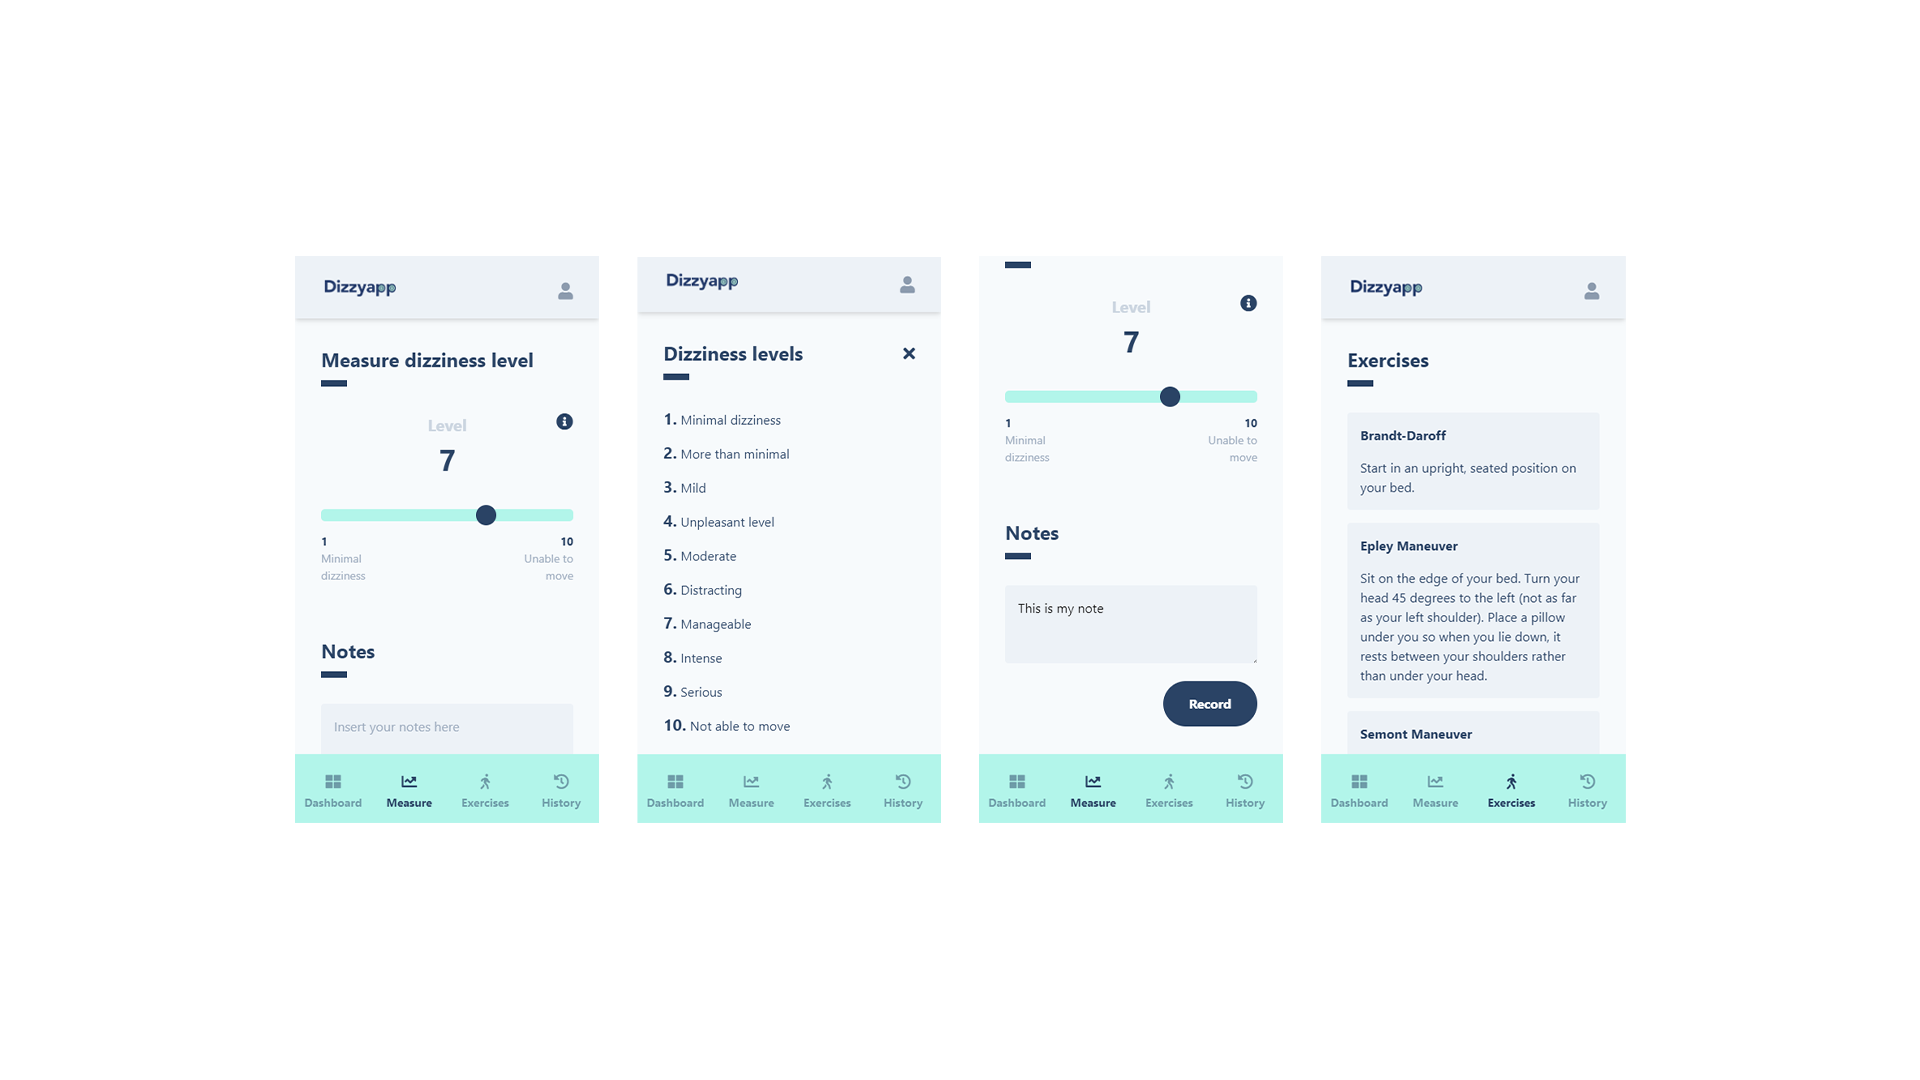 Dizzyapp
Measure dizziness level
Level
7
1
10
Minimal
dizziness
Unable to
move
Notes
Insert your notes here
Dashboard
Measure
Exercises
History
Dizzyapp
Dizziness levels
1. Minimal dizziness
2. More than minimal
3. Mild
4. Unpleasant level
5. Moderate
6. Distracting
7. Manageable
8. Intense
9. Serious
10. Not able to move
Dashboard
Measure
Exercises
History
Level
7
1
10
Minimal
dizziness
Unable to
move
Notes
This is my note
Record
Dashboard
Measure
Exercises
History
Dizzyapp
Exercises
Brandt-Daroff
Start in an upright, seated position on
your bed.
Epley Maneuver
Sit on the edge of your bed. Turn your
head 45 degrees to the left (not as far
as your left shoulder). Place a pillow
under you so when you lie down, it
rests between your shoulders rather
than under your head.
Semont Maneuver
Dashboard
Measure
Exercises
History